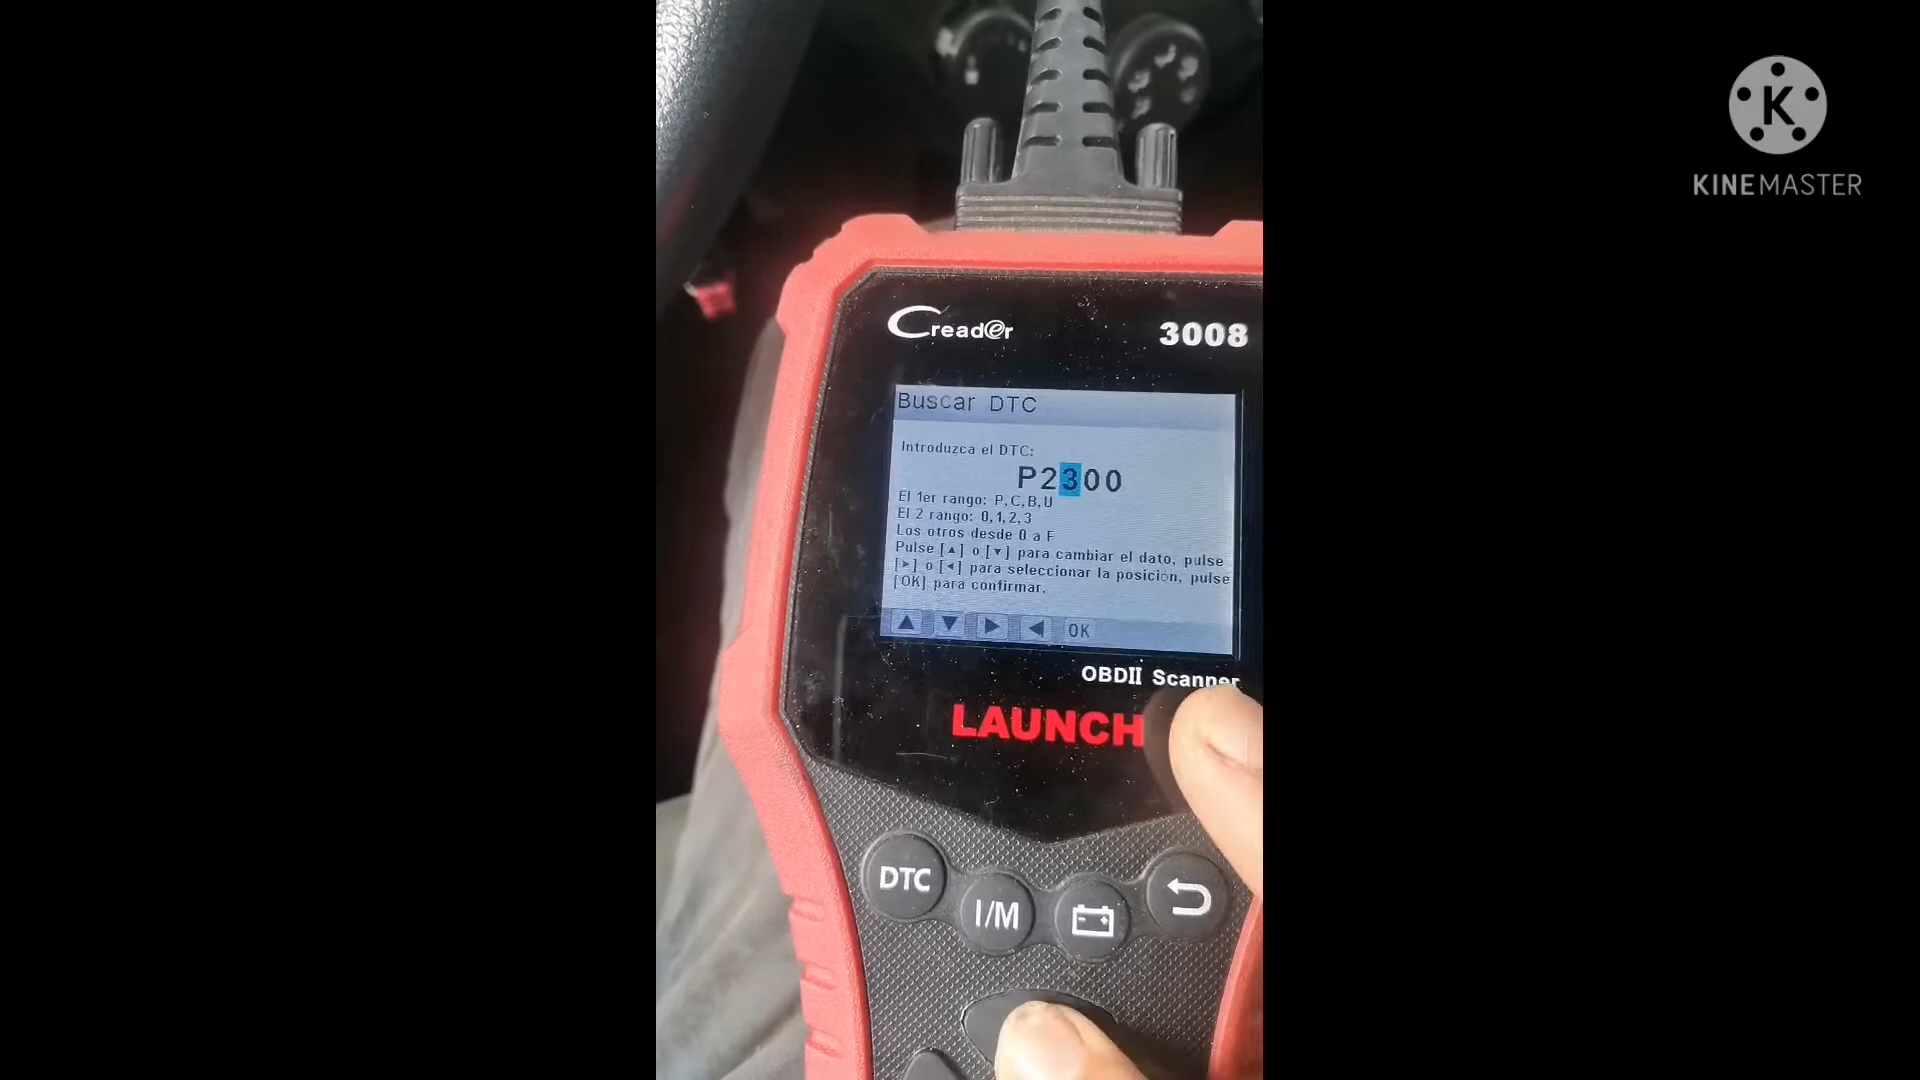 K
KINEMASTER
Creader 3008
Buscar DTC
Introduzca el DTC:
P2300
El 1er rango: P,C,B,U
El 2 rango: 0,1,2,3
Los otros desde 0 a F
Pulse [▲] o [▼] para cambiar el dato, pulse
[►] o [◄] para seleccionar la posición, pulse
[OK] para confirmar.
OK
OBDII Scanner
LAUNCH
DTC
I/M